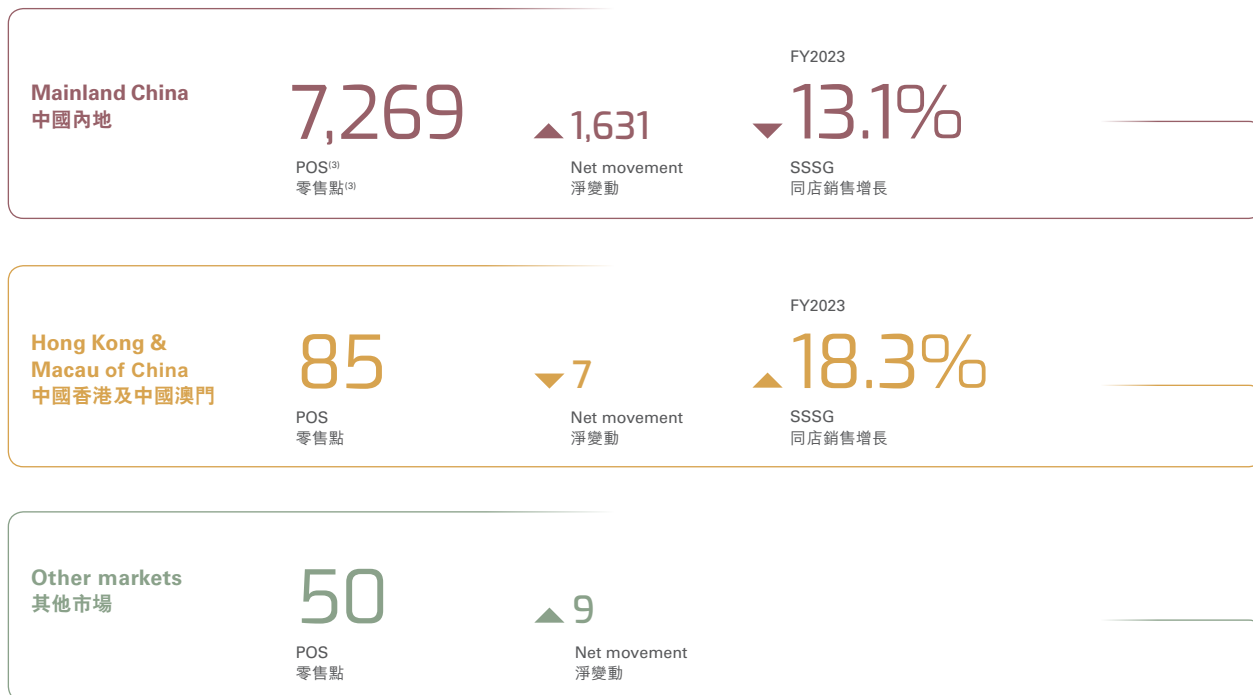 Mainland China
中國內地
7,269
POS(3)
零售點(3)
▲ 1,631
Net movement
淨變動
FY2023
▼ 13.1%
SSSG
同店銷售增長
Hong Kong &
Macau of China
中國香港及中國澳門
85
POS
零售點
▼ 7
Net movement
淨變動
FY2023
▲ 18.3%
SSSG
同店銷售增長
Other markets
其他市場
50
POS
零售點
▲ 9
Net movement
淨變動